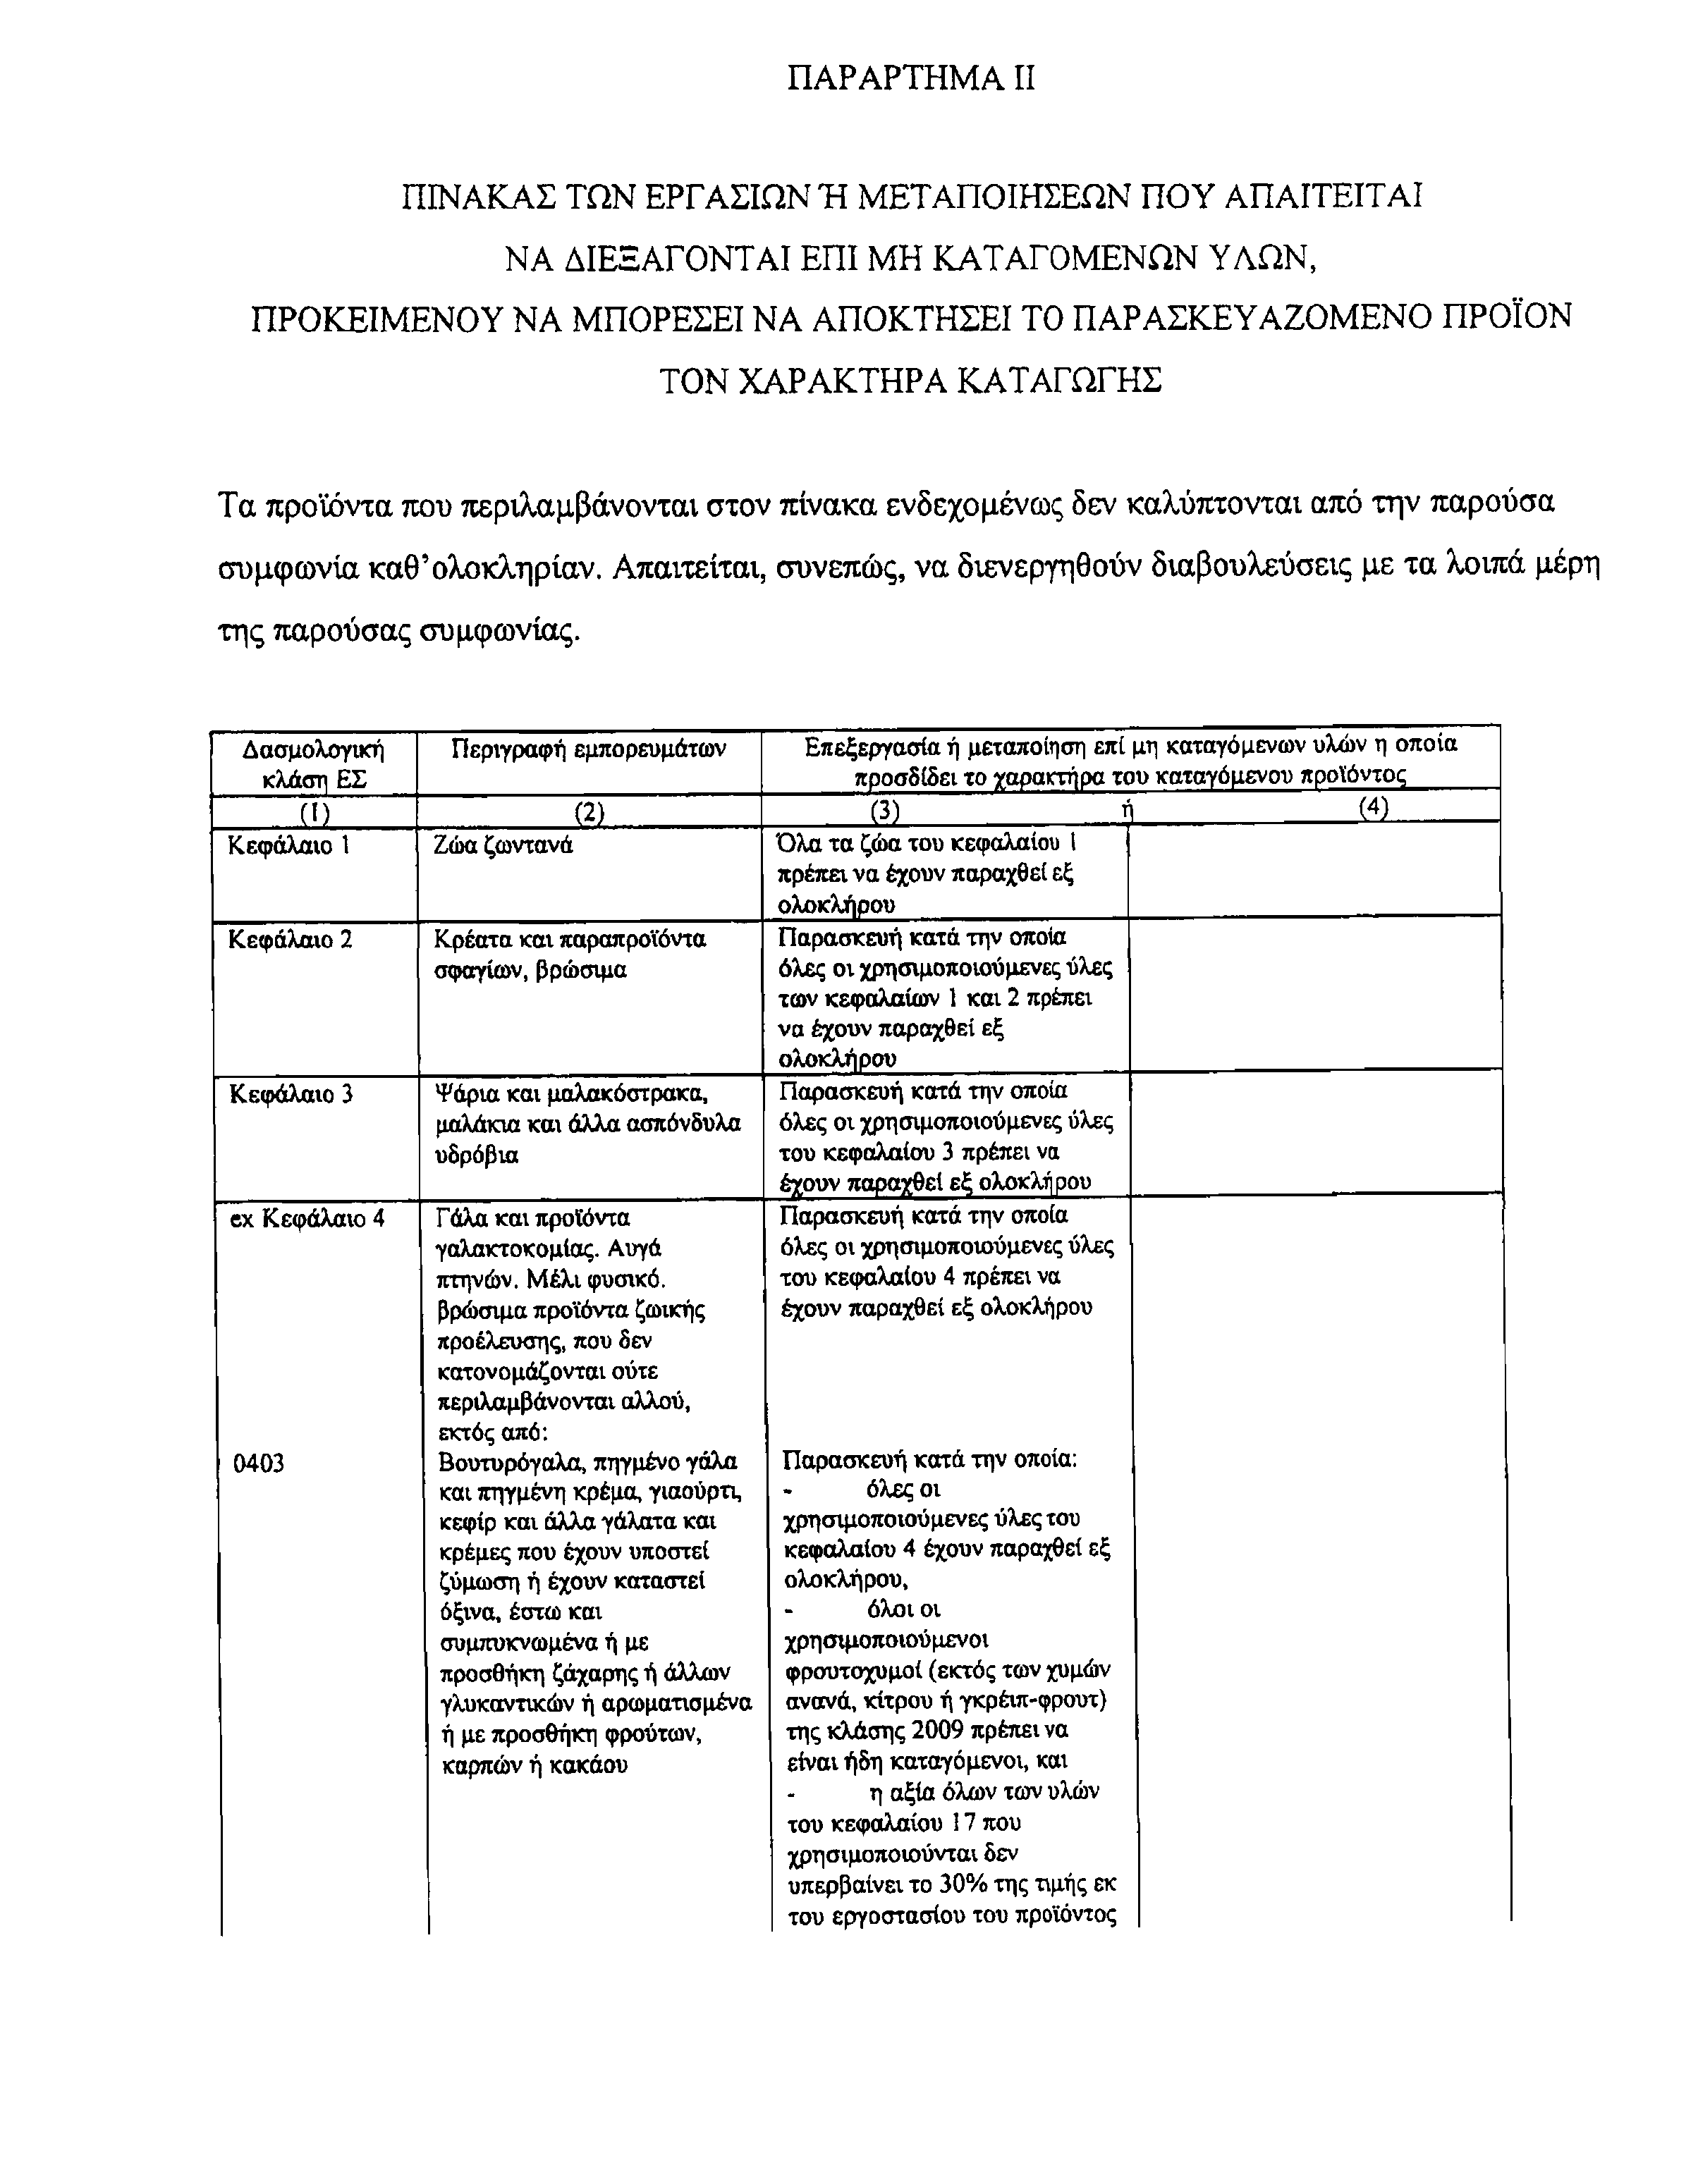 ΠΑΡΑΡΤΗΜΑ ΙΙ
ΠΙΝΑΚΑΣ ΤΩΝ ΕΡΓΑΣΙΩΝ Ή ΜΕΤΑΠΟΙΗΣΕΩΝ ΠΟΥ ΑΠΑΙΤΕΙΤΑΙ
ΝΑ ΔΙΕΞΑΓΟΝΤΑΙ ΕΠΙ ΜΗ ΚΑΤΑΓΟΜΕΝΩΝ ΥΛΩΝ,
ΠΡΟΚΕΙΜΕΝΟΥ ΝΑ ΜΠΟΡΕΣΕΙ ΝΑ ΑΠΟΚΤΗΣΕΙ ΤΟ ΠΑΡΑΣΚΕΥΑΖΟΜΕΝΟ ΠΡΟΪΟΝ
ΤΟΝ ΧΑΡΑΚΤΗΡΑ ΚΑΤΑΓΩΓΗΣ
Τα προϊόντα που περιλαμβάνονται στον πίνακα ενδεχομένως δεν καλύπτονται από την παρούσα
συμφωνία καθ’ολοκληρίαν. Απαιτείται, συνεπώς, να διενεργηθούν διαβουλεύσεις με τα λοιπά μέρη
της παρούσας συμφωνίας.
Δασμολογική
κλάση ΕΣ
Περιγραφή εμπορευμάτων
Επεξεργασία ή μεταποίηση επί μη καταγόμενων υλών η οποία
προσδίδει το χαρακτήρα του καταγόμενου προϊόντος
(1)
(2)
(3) ή (4)
Κεφάλαιο 1
Ζώα ζωντανά
Όλα τα ζώα του κεφαλαίου 1
πρέπει να έχουν παραχθεί εξ
ολοκλήρου
Κεφάλαιο 2
Κρέατα και παραπροϊόντα
σφαγίων, βρώσιμα
Παρασκευή κατά την οποία
όλες οι χρησιμοποιούμενες ύλες
των κεφαλαίων 1 και 2 πρέπει
να έχουν παραχθεί εξ
ολοκλήρου
Κεφάλαιο 3
Ψάρια και μαλακόστρακα,
μαλάκια και άλλα ασπόνδυλα
υδρόβια
Παρασκευή κατά την οποία
όλες οι χρησιμοποιούμενες ύλες
του κεφαλαίου 3 πρέπει να
έχουν παραχθεί εξ ολοκλήρου
ex Κεφάλαιο 4
Γάλα και προϊόντα
γαλακτοκομίας. Αυγά
πτηνών. Μέλι φυσικό.
βρώσιμα προϊόντα ζωικής
προέλευσης, που δεν
κατονομάζονται ούτε
περιλαμβάνονται αλλού,
εκτός από:
Παρασκευή κατά την οποία
όλες οι χρησιμοποιούμενες ύλες
του κεφαλαίου 4 πρέπει να
έχουν παραχθεί εξ ολοκλήρου
0403
Βουτυρόγαλα, πηγμένο γάλα
και πηγμένη κρέμα, γιαούρτι,
κεφίρ και άλλα γάλατα και
κρέμες που έχουν υποστεί
ζύμωση ή έχουν καταστεί
όξινα, έστω και
συμπυκνωμένα ή με
προσθήκη ζάχαρης ή άλλων
γλυκαντικών ή αρωματισμένα
ή με προσθήκη φρούτων,
καρπών ή κακάου
Παρασκευή κατά την οποία:
- όλες οι
χρησιμοποιούμενες ύλες του
κεφαλαίου 4 έχουν παραχθεί εξ
ολοκλήρου,
- όλοι οι
χρησιμοποιούμενοι
φρουτοχυμοί (εκτός των χυμών
ανανά, κίτρου ή γκρέιπ-φρουτ)
της κλάσης 2009 πρέπει να
είναι ήδη καταγόμενοι, και
- η αξία όλων των υλών
του κεφαλαίου 17 που
χρησιμοποιούνται δεν
υπερβαίνει το 30% της τιμής εκ
του εργοστασίου του προϊόντος